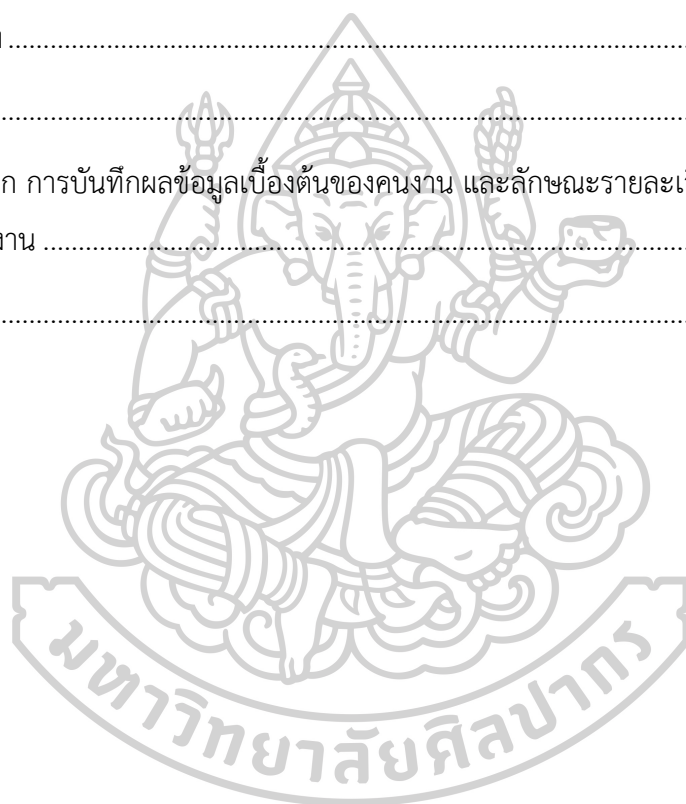 ก การบันทึกผลข้อมูลเบื้องต้นของคนงาน และลักษณะรายละ
งาน ........................................................................................
มหาวิทยาลัยศิลปากร